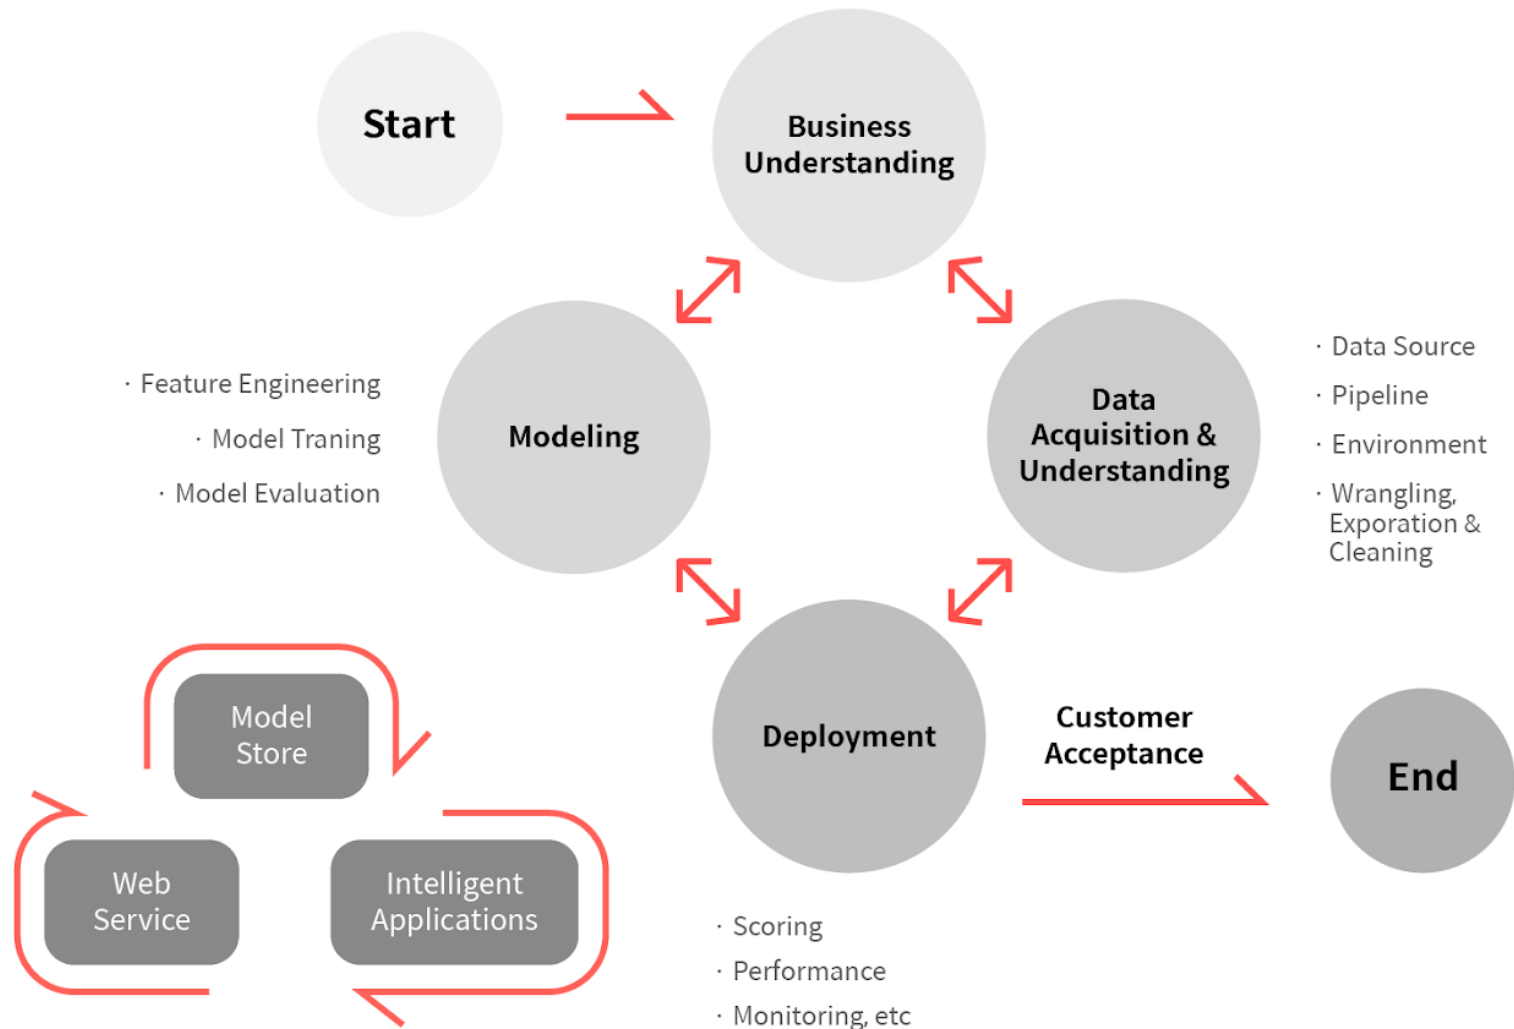 Start
Business
Understanding
· Feature Engineering
· Model Traning
· Model Evaluation
Modeling
Data
Acquisition &
Understanding
· Data Source
· Pipeline
· Environment
· Wrangling,
Exporation &
Cleaning
Model
Store
Web
Service
Intelligent
Applications
Deployment
Customer
Acceptance
End
· Scoring
· Performance
· Monitoring, etc